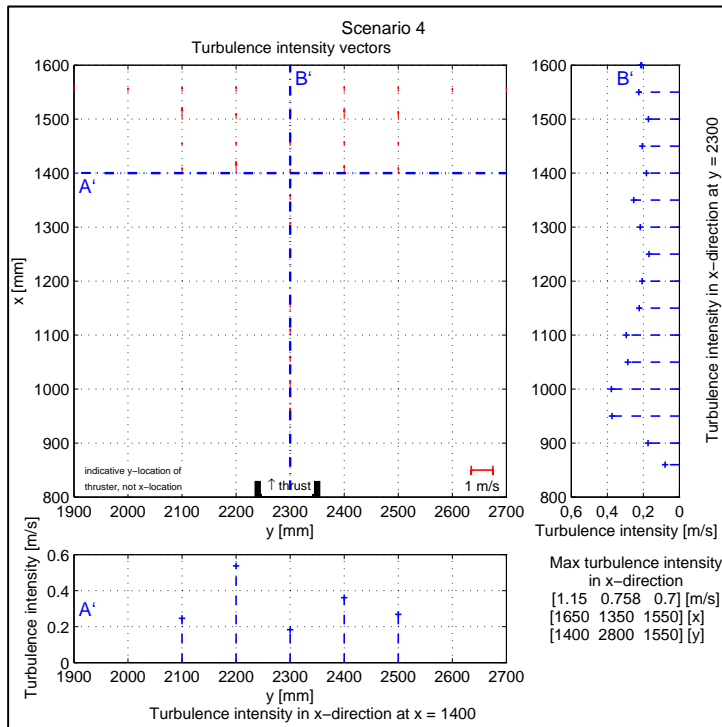 Scenario 4
Turbulence intensity vectors
1600
1500
1400
1300
1200
1100
1000
900
800
x [mm]
B‘
A‘
indicative y−location of
thruster, not x−location
↑ thrust
1 m/s
1900 2000 2100 2200 2300 2400 2500 2600 2700
y [mm]
1600
1500
1400
1300
1200
1100
1000
900
800
B‘
0,6 0,4 0,2 0
Turbulence intensity [m/s]
Turbulence intensity in x−direction at y = 2300
Turbulence intensity [m/s]
0.6
0.4
0.2
0
A‘
1900 2000 2100 2200 2300 2400 2500 2600 2700
y [mm]
Turbulence intensity in x−direction at x = 1400
Max turbulence intensity
in x−direction
[1.15 0.758 0.7] [m/s]
[1650 1350 1550] [x]
[1400 2800 1550] [y]